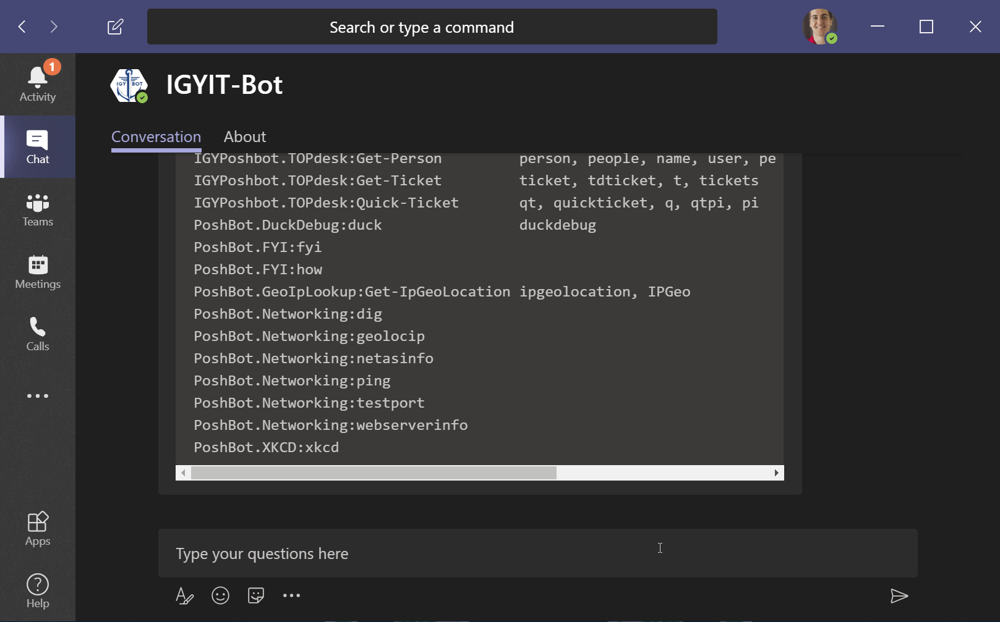 Search or type a command
1
Activity
Chat
Teams
Meetings
Calls
Apps
Help
IGY BOT
IGYIT-Bot
Conversation About
IGYPoshbot.TOPdesk:Get-Person person, people, name, user, pe
IGYPoshbot.TOPdesk:Get-Ticket ticket, tdticket, t, tickets
IGYPoshbot.TOPdesk:Quick-Ticket qt, quickticket, q, qtpi, pi
PoshBot.DuckDebug:duck duckdebug
PoshBot.FYI:fyi
PoshBot.FYI:how
PoshBot.GeoIpLookup:Get-IpGeoLocation ipgeolocation, IPGeo
PoshBot.Networking:dig
PoshBot.Networking:geolocip
PoshBot.Networking:netasinfo
PoshBot.Networking:ping
PoshBot.Networking:testport
PoshBot.Networking:webserverinfo
PoshBot.XKCD:xkcd
Type your questions here